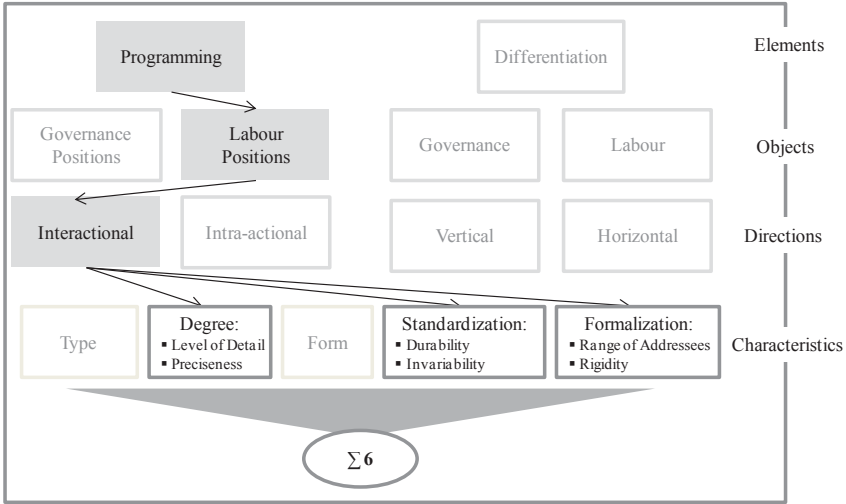 Programming
Differentiation
Elements
Governance
Positions
Labour
Positions
Governance
Labour
Objects
Interactional
Intra-actional
Vertical
Horizontal
Directions
Type
Degree:
▪ Level of Detail
▪ Preciseness
Form
Standardization:
▪ Durability
▪ Invariability
Formalization:
▪ Range of Addressees
▪ Rigidity
Characteristics
∑ 6